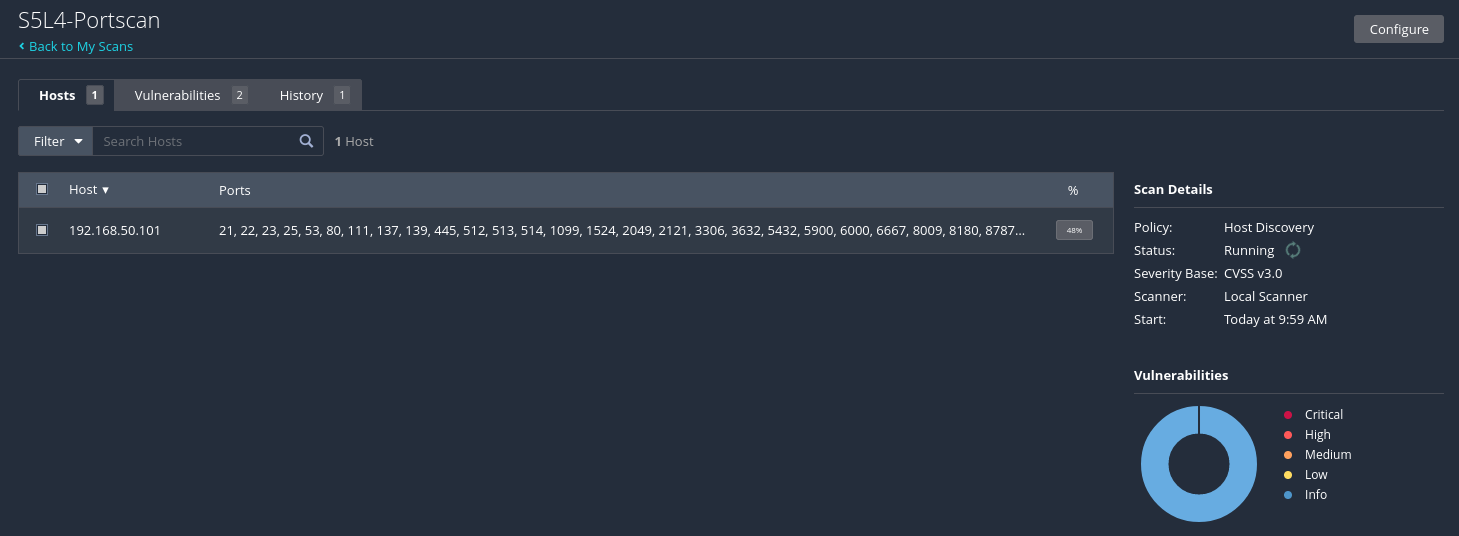 S5L4-Portscan
Back to My Scans
Configure
Hosts 1 Vulnerabilities 2 History 1
Filter Search Hosts 1 Host
Host Ports %
192.168.50.101 21, 22, 23, 25, 53, 80, 111, 137, 139, 445, 512, 513, 514, 1099, 1524, 2049, 2121, 3306, 3632, 5432, 5900, 6000, 6667, 8009, 8180, 8787... 48%
Scan Details
Policy: Host Discovery
Status: Running
Severity Base: CVSS v3.0
Scanner: Local Scanner
Start: Today at 9:59 AM
Vulnerabilities
Critical
High
Medium
Low
Info